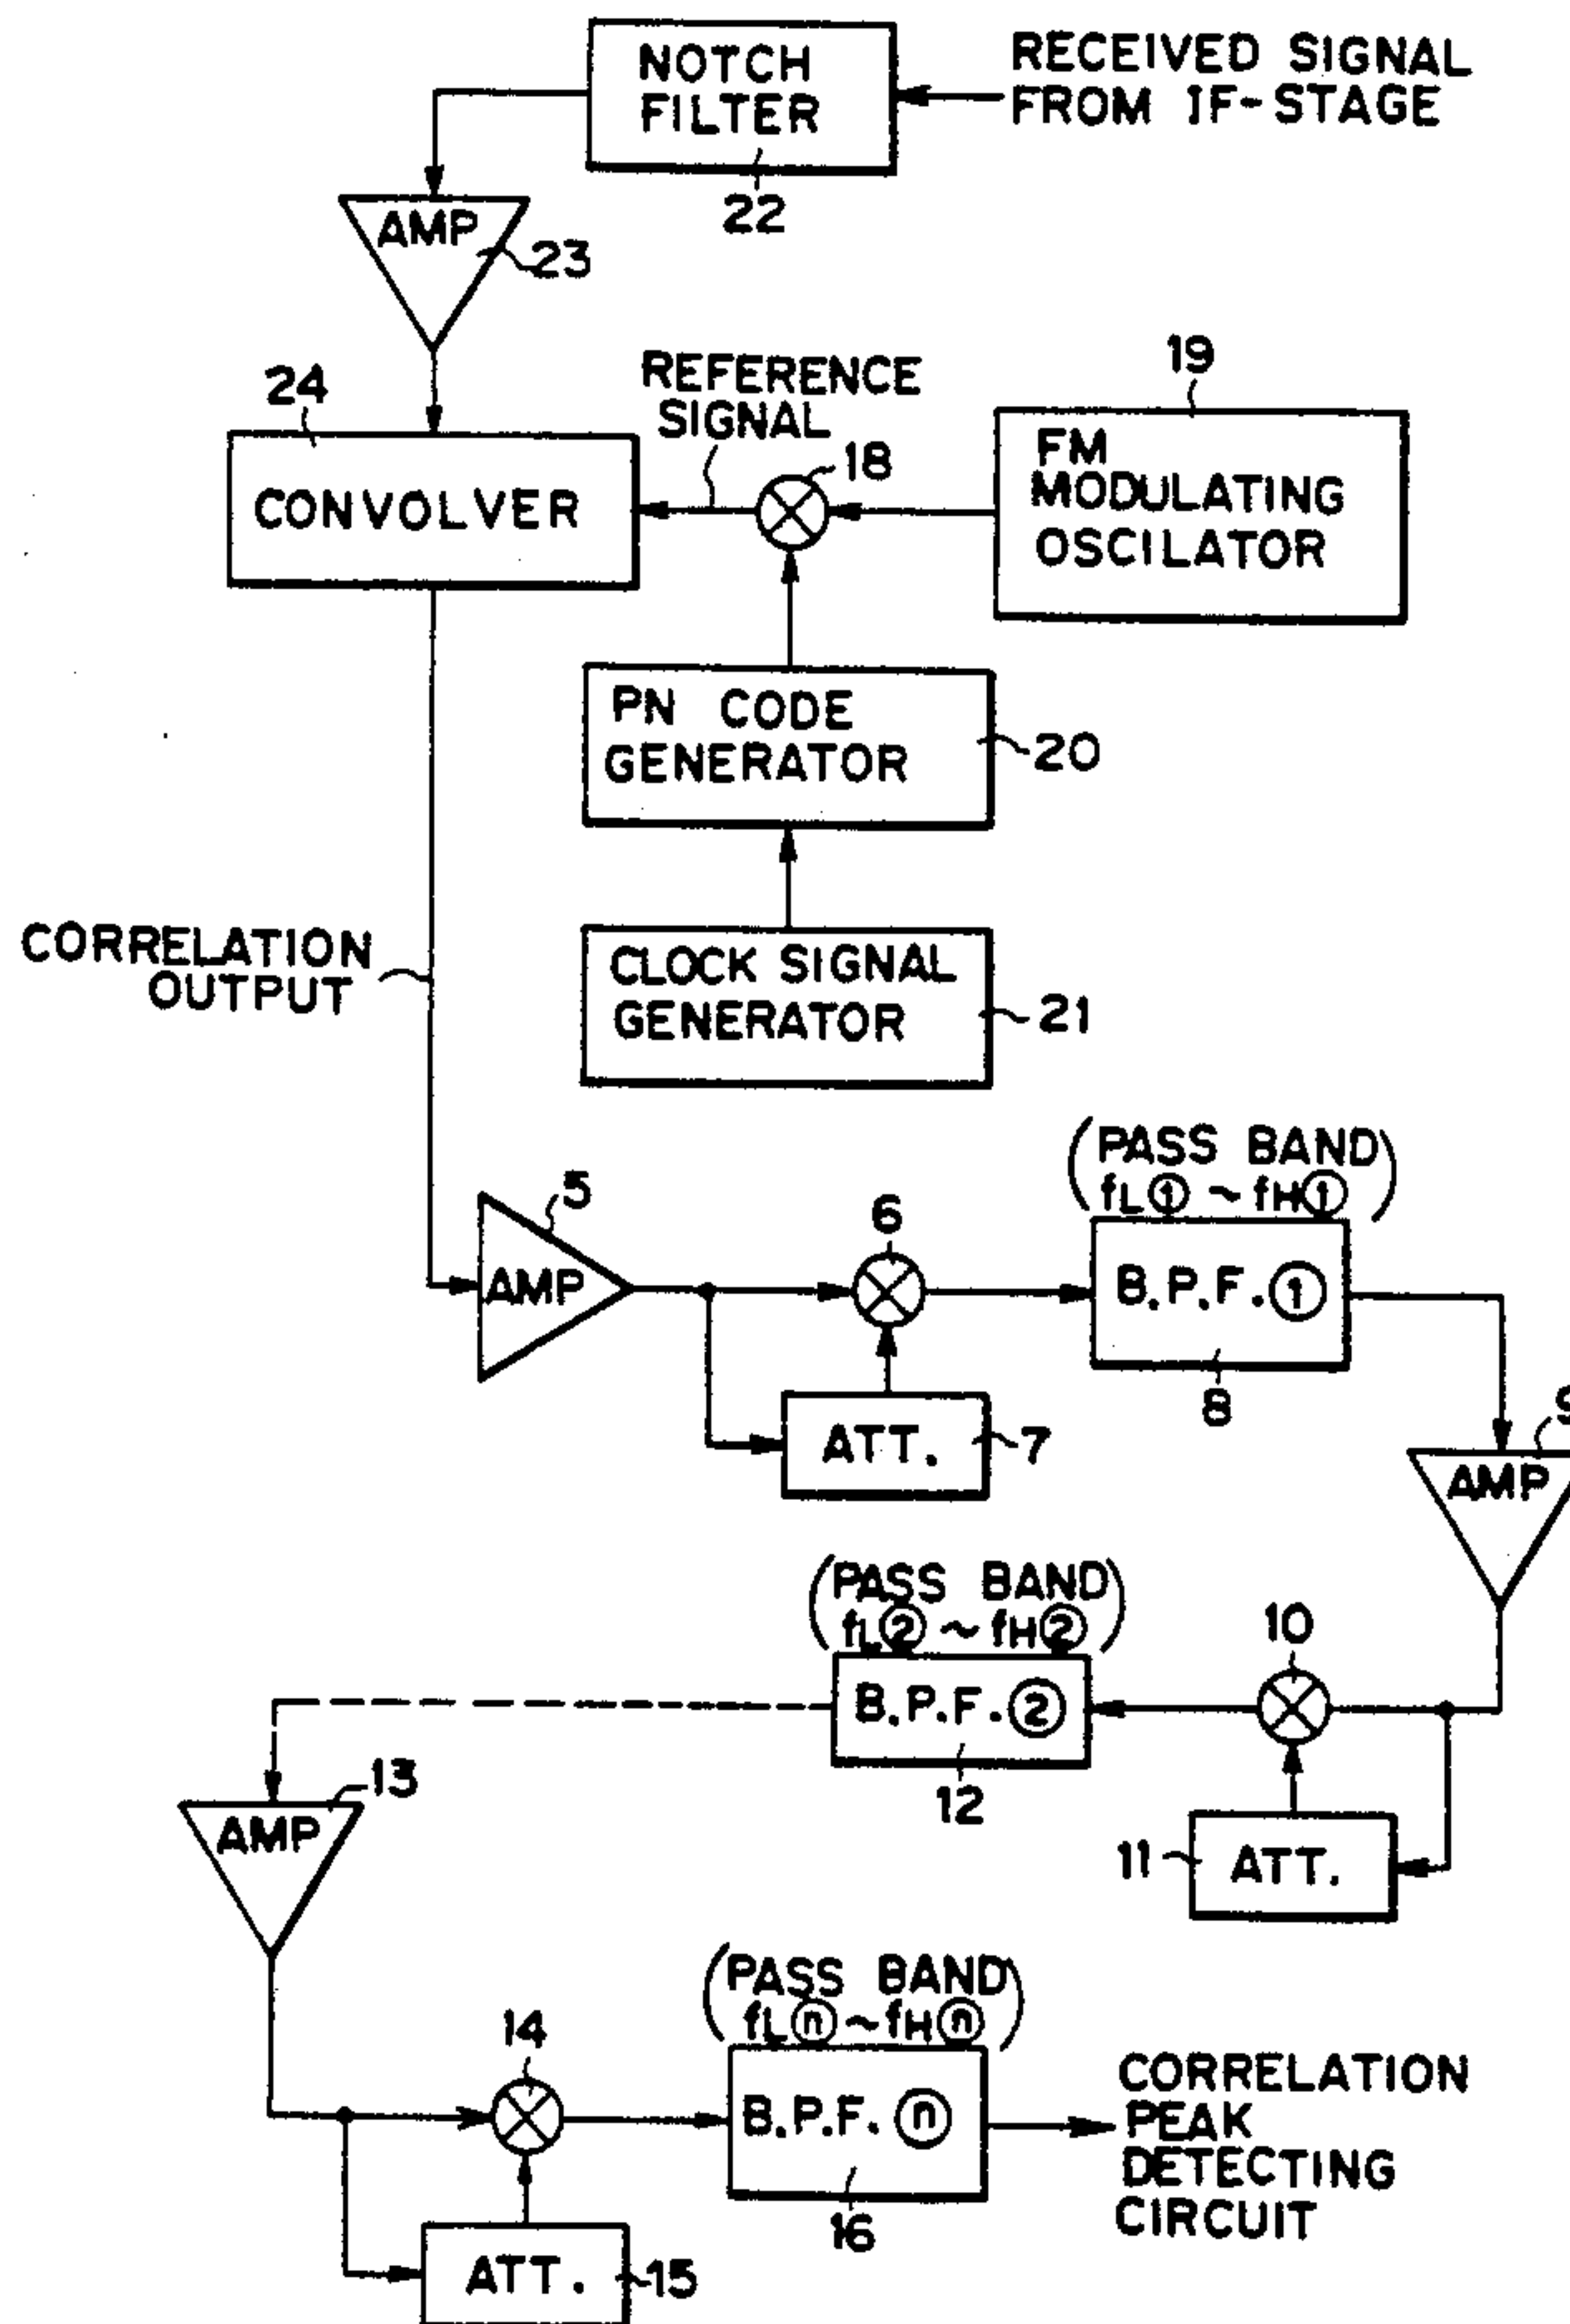 NOTCH
FILTER
22
RECEIVED SIGNAL
FROM IF-STAGE
AMP
23
24
CONVOLVER
REFERENCE
SIGNAL
18
19
FM
MODULATING
OSCILATOR
PN CODE
GENERATOR
20
CORRELATION
OUTPUT
CLOCK SIGNAL
GENERATOR
21
5
AMP
6
(PASS BAND
fL① ~ fH①)
B.P.F. ①
8
ATT.
7
9
AMP
(PASS BAND
fL② ~ fH②)
B.P.F. ②
12
10
11
ATT.
13
AMP
14
(PASS BAND
fLⓝ ~ fHⓝ)
B.P.F. ⓝ
16
ATT.
15
CORRELATION
PEAK
DETECTING
CIRCUIT